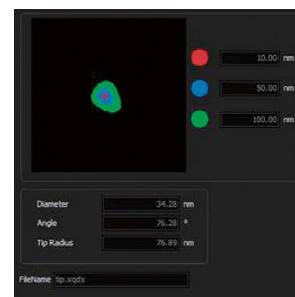 10.00 nm
50.00 nm
100.00 nm
Diameter 34.28 nm
Angle 76.28 °
Tip Radius 76.89 nm
FileName tip.xqdx